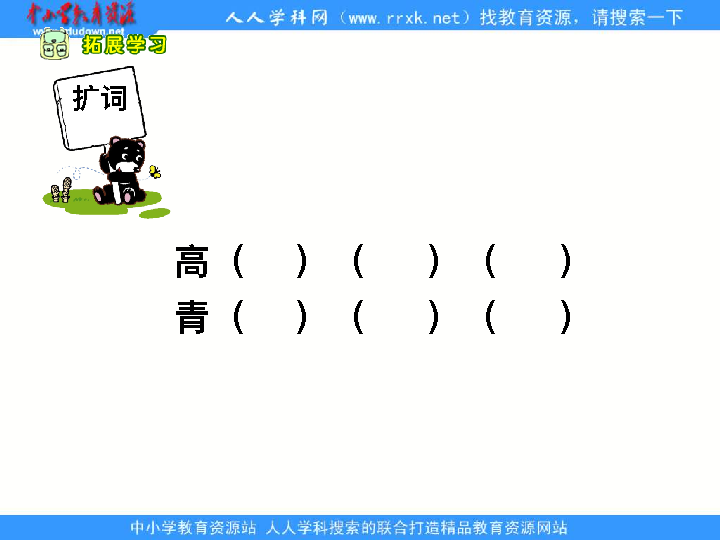 中小学教育资源
人人学科网（www.rrxk.net）找教育资源，请搜索一下
拓展学习
扩词
高（ ）（ ）（ ）
青（ ）（ ）（ ）
中小学教育资源站 人人学科搜索的联合打造精品教育资源网站